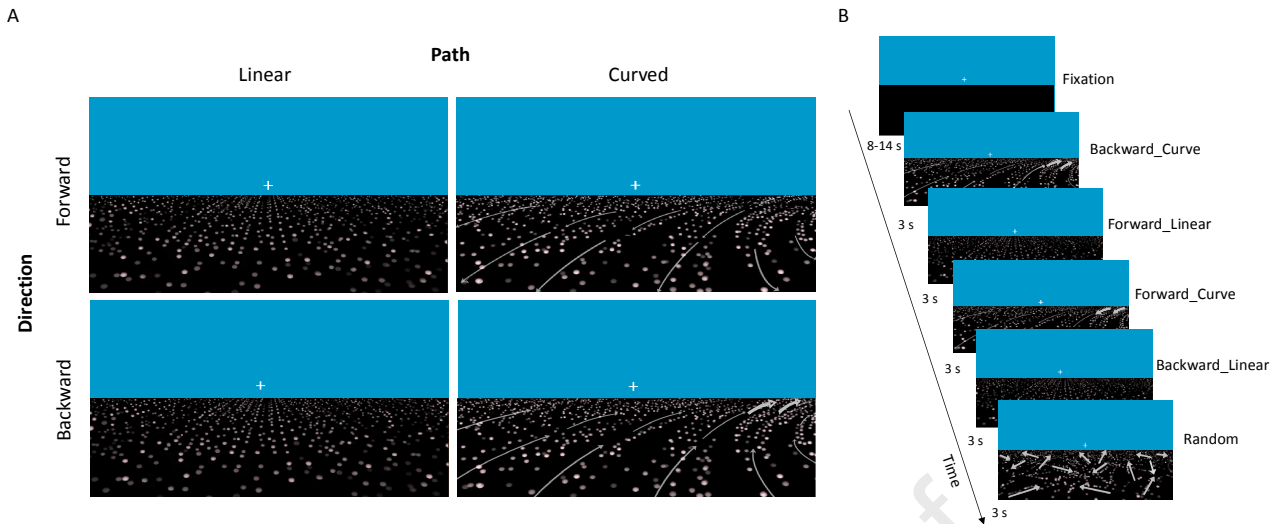 A
Path
Linear
Curved
Direction
Forward
Backward
B
Fixation
8-14 s
Backward_Curve
3 s
Forward_Linear
3 s
Forward_Curve
3 s
Backward_Linear
3 s
Random
3 s
Time
f